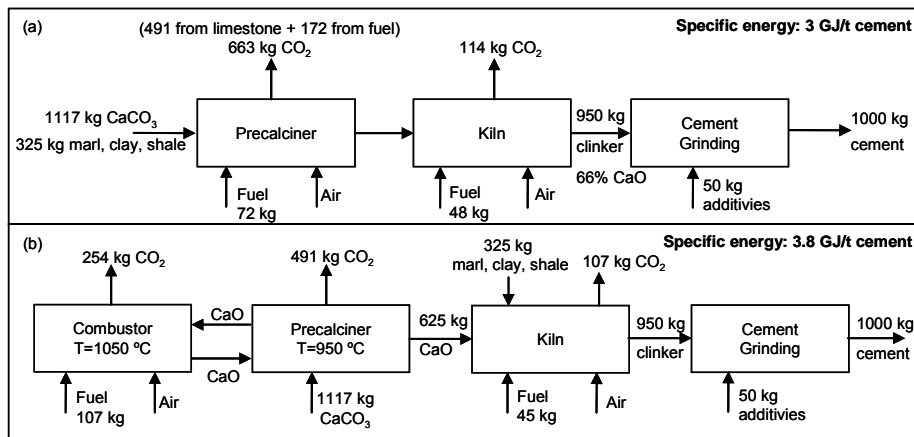 (a)
(491 from limestone + 172 from fuel)
663 kg CO₂
114 kg CO₂
Specific energy: 3 GJ/t cement
1117 kg CaCO₃
325 kg marl, clay, shale
Precalciner
Kiln
950 kg
clinker
66% CaO
Cement
Grinding
1000 kg
cement
Fuel
72 kg
Air
Fuel
48 kg
Air
50 kg
additivies
(b)
254 kg CO₂
491 kg CO₂
325 kg
marl, clay, shale
107 kg CO₂
Specific energy: 3.8 GJ/t cement
Combustor
T=1050 ºC
CaO
CaO
Precalciner
T=950 ºC
625 kg
CaO
Kiln
950 kg
clinker
Cement
Grinding
1000 kg
cement
Fuel
107 kg
Air
1117 kg
CaCO₃
Fuel
45 kg
Air
50 kg
additivies